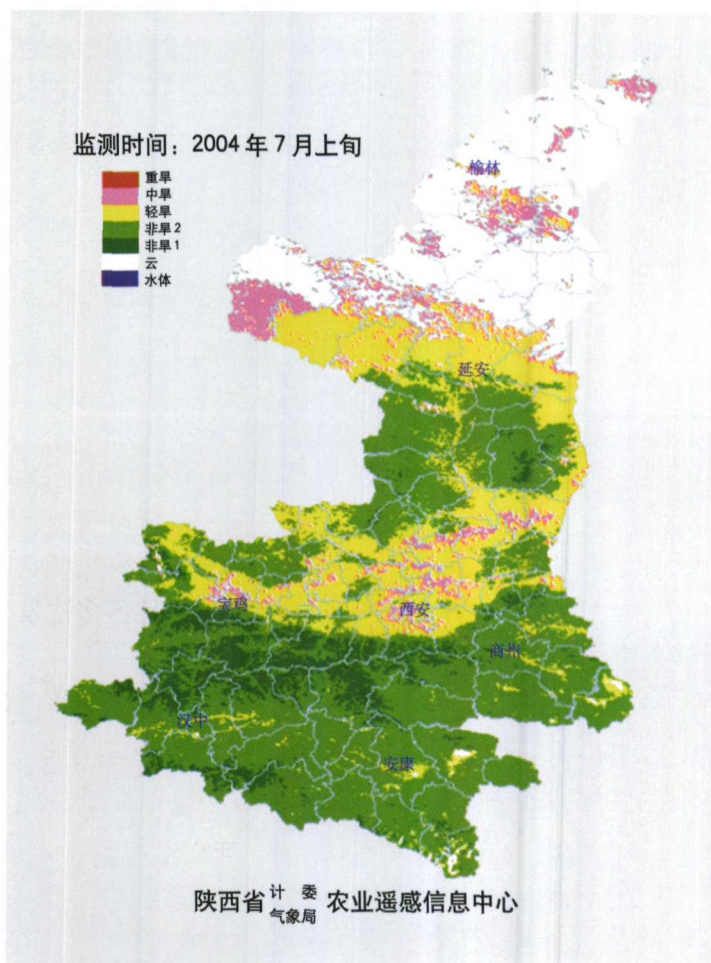 监测时间：2004年7月上旬
重旱
中旱
轻旱
非旱2
非旱1
云
水体
榆林
延安
宝鸡
西安
商州
汉中
安康
陕西省计委气象局农业遥感信息中心